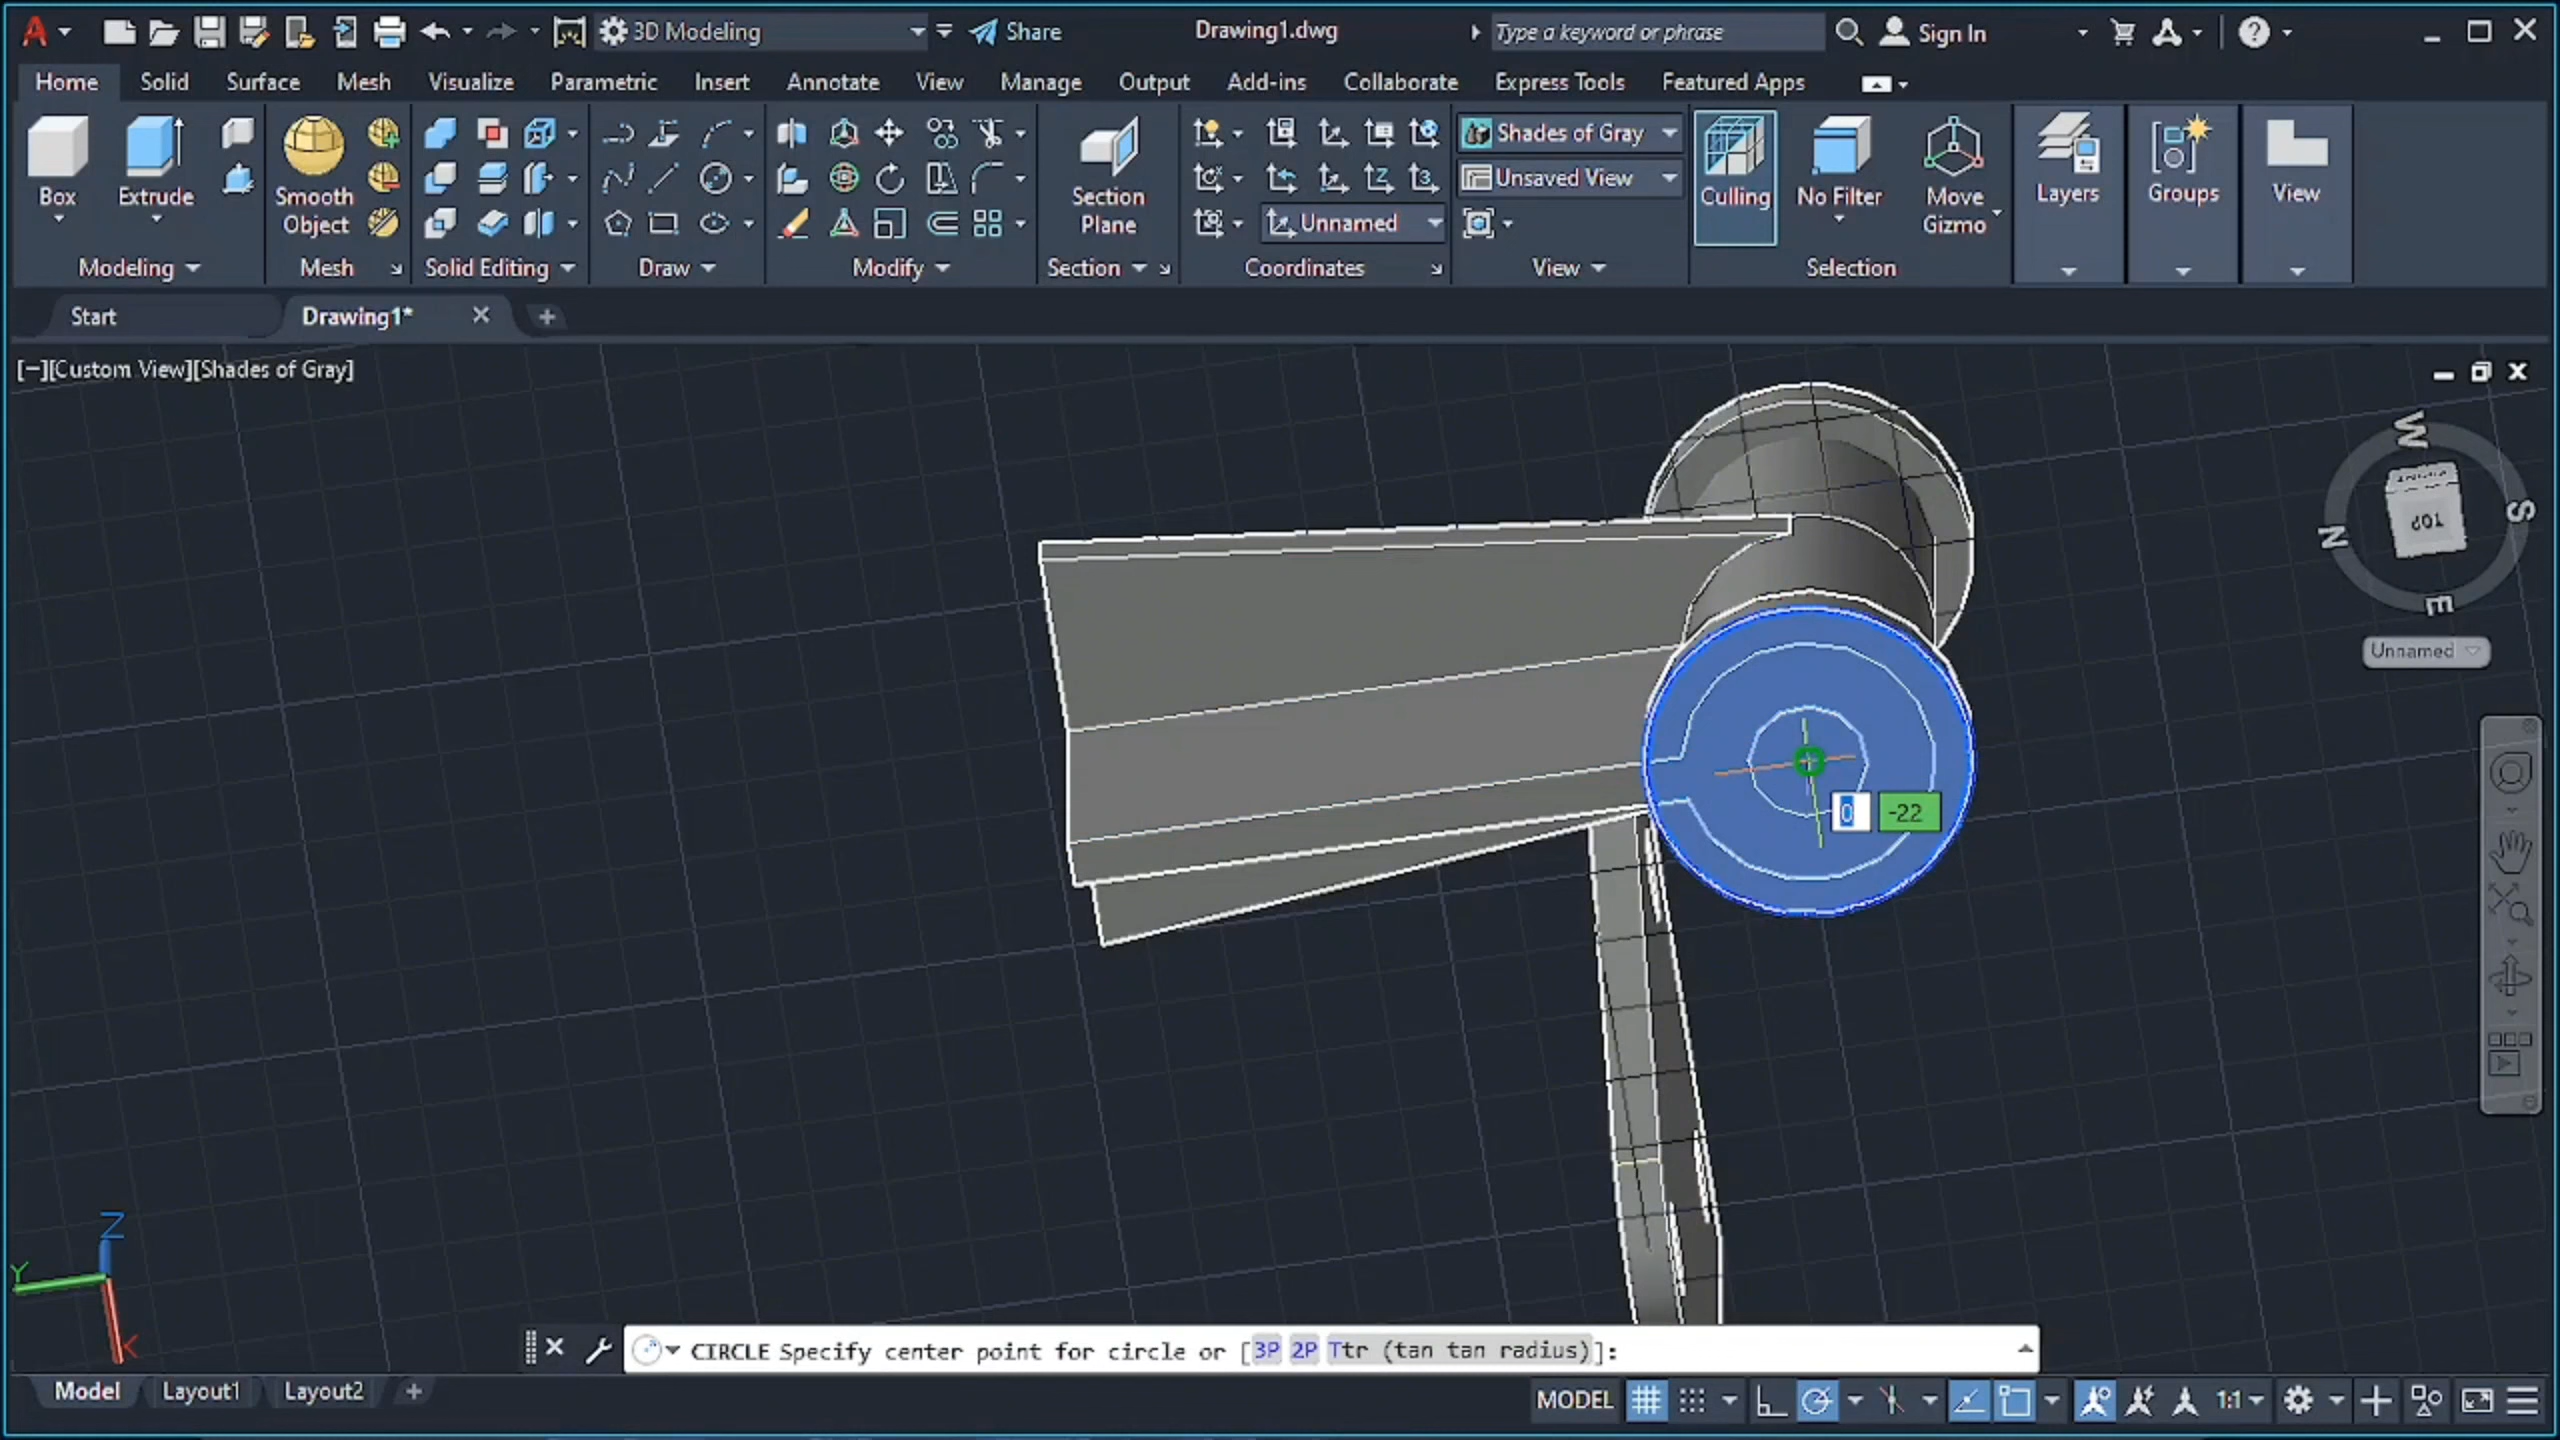 3D Modeling Share Drawing1.dwg Type a keyword or phrase Sign In
Home Solid Surface Mesh Visualize Parametric Insert Annotate View Manage Output Add-ins Collaborate Express Tools Featured Apps
Box
Extrude
Smooth Object
Section Plane
Shades of Gray
Unsaved View
Unnamed
Culling
No Filter
Move Gizmo
Layers
Groups
View
Modeling Mesh Solid Editing Draw Modify Section Coordinates View Selection
Start Drawing1*
[−][Custom View][Shades of Gray]
W
S
N
E
TOP
Unnamed
0 -22
Z
Y
X
CIRCLE Specify center point for circle or [3P 2P Ttr (tan tan radius)]:
Model Layout1 Layout2
MODEL 1:1